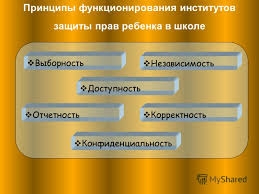 Принципы функционирования институтов
защиты прав ребенка в школе
❖Выборность
❖Независимость
❖Доступность
❖Отчетность
❖Корректность
❖Конфиденциальность
MyShared